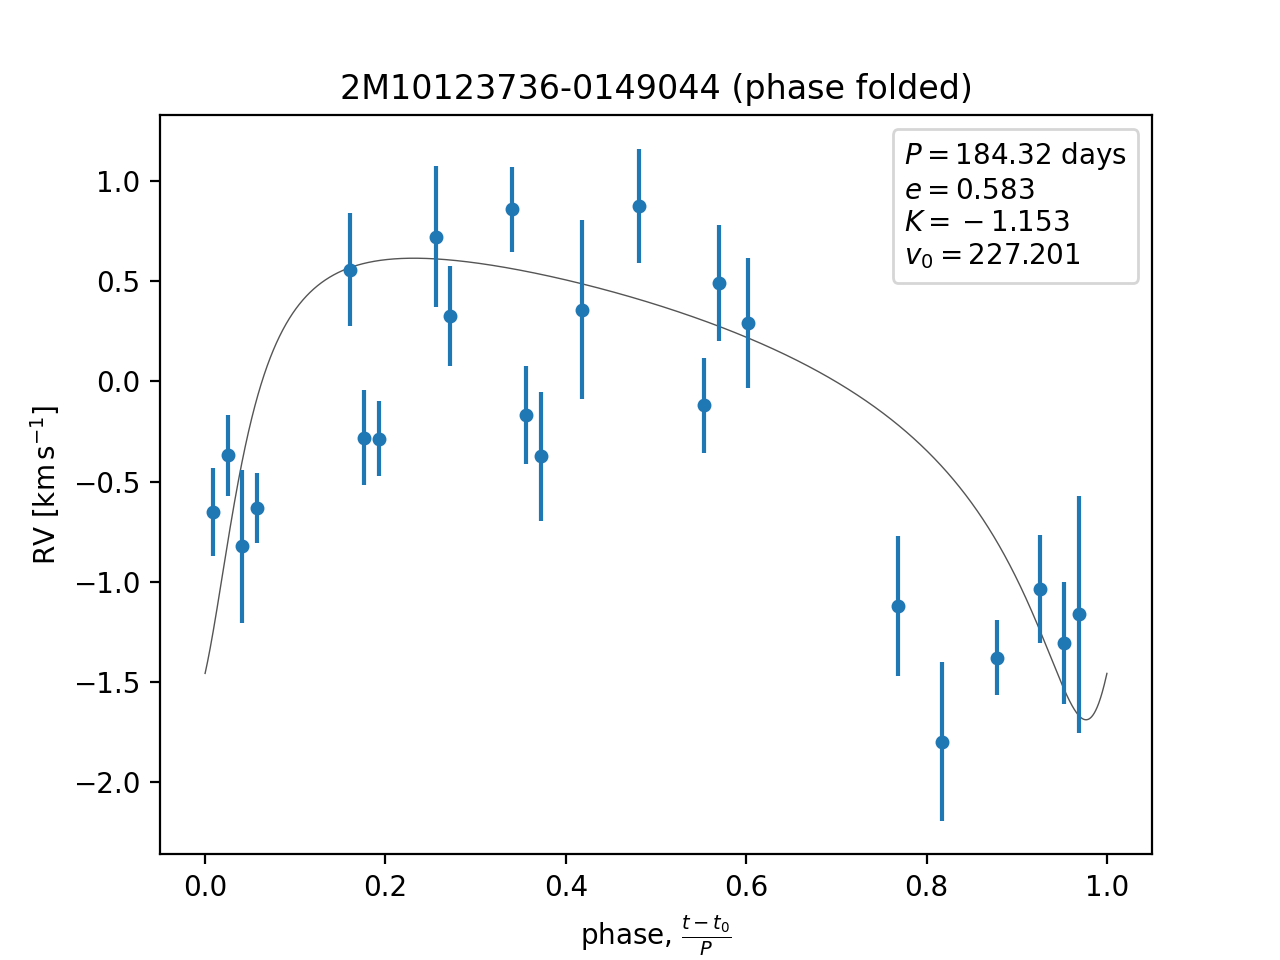 2M10123736-0149044 (phase folded)
P = 184.32 days
e = 0.583
K = −1.153
v₀ = 227.201
1.0
0.5
0.0
−0.5
−1.0
−1.5
−2.0
RV [km s⁻¹]
0.0 0.2 0.4 0.6 0.8 1.0
phase, (t − t₀)/P